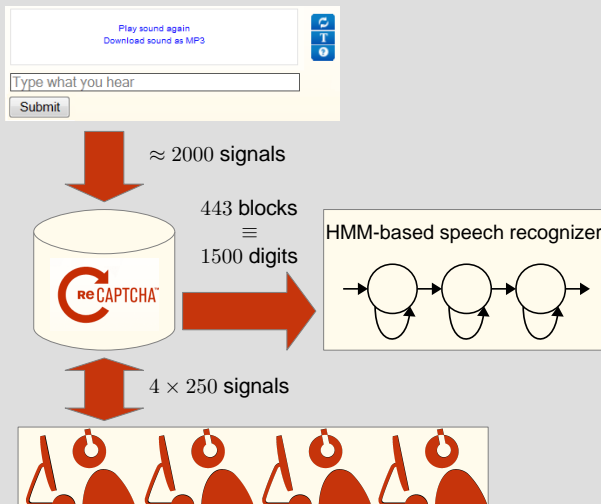 Play sound again
Download sound as MP3
T
?
Type what you hear
Submit
≈ 2000 signals
443 blocks
≡
1500 digits
HMM-based speech recognizer
reCAPTCHA™
4 × 250 signals